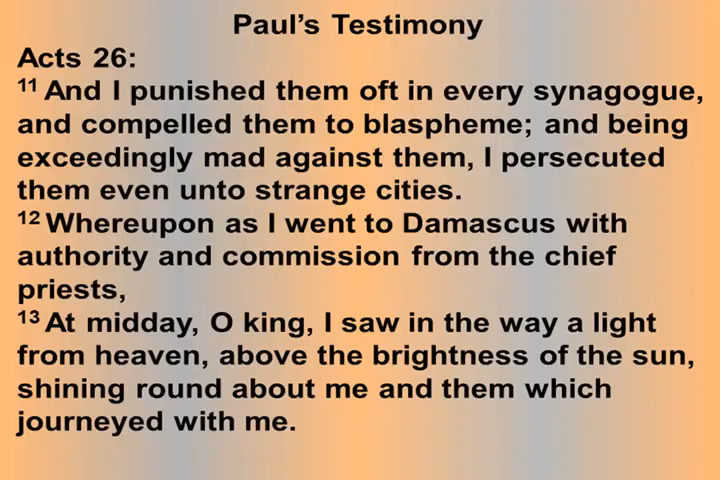 Paul’s Testimony
Acts 26:
¹¹ And I punished them oft in every synagogue,
and compelled them to blaspheme; and being
exceedingly mad against them, I persecuted
them even unto strange cities.
¹² Whereupon as I went to Damascus with
authority and commission from the chief
priests,
¹³ At midday, O king, I saw in the way a light
from heaven, above the brightness of the sun,
shining round about me and them which
journeyed with me.